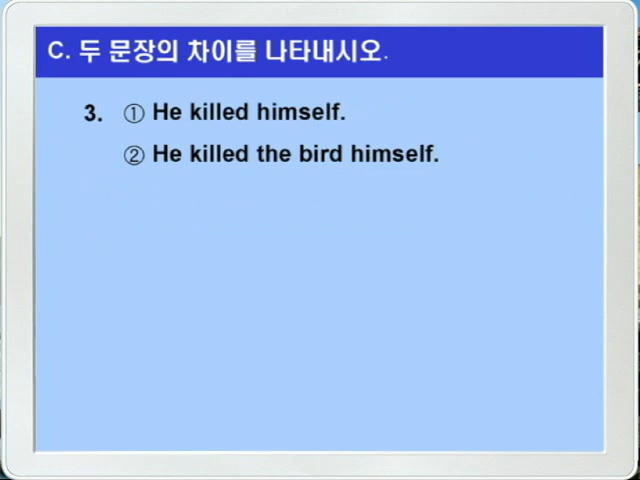 C. 두 문장의 차이를 나타내시오.
3. ① He killed himself.
② He killed the bird himself.